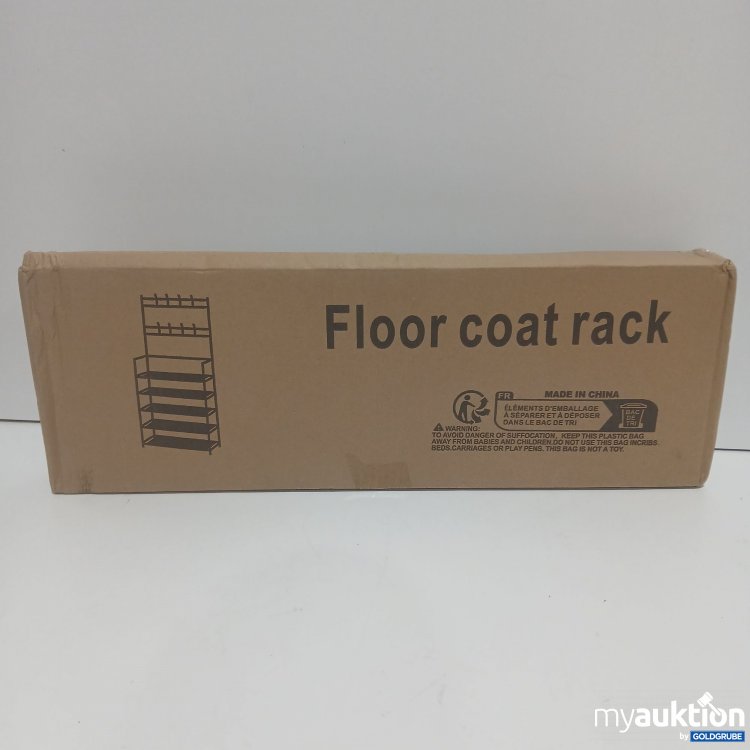 Floor coat rack
FR
MADE IN CHINA
ÉLÉMENTS D'EMBALLAGE
À SÉPARER ET À DÉPOSER
DANS LE BAC DE TRI
BAC
DE
TRI
WARNING:
TO AVOID DANGER OF SUFFOCATION, KEEP THIS PLASTIC BAG
AWAY FROM BABIES AND CHILDREN.DO NOT USE THIS BAG INCRIBS.
BEDS.CARRIAGES OR PLAY PENS. THIS BAG IS NOT A TOY.
myauktion
by GOLDGRUBE